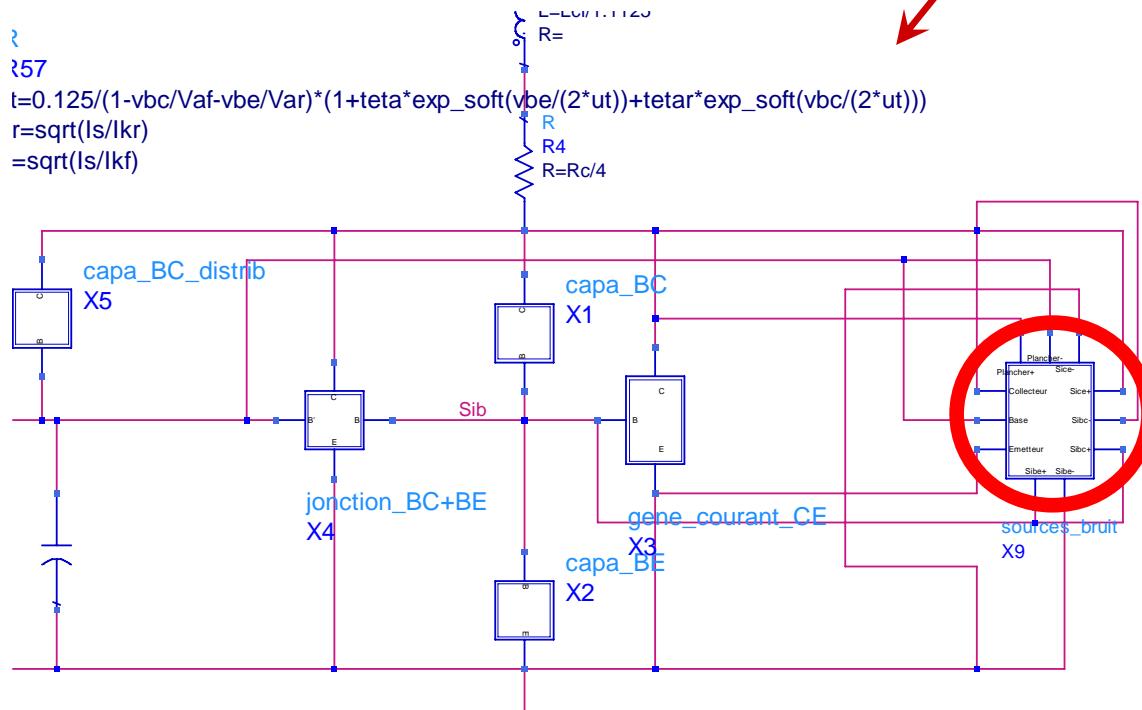 L=Lcl/1.1125
R=
R
R57
t=0.125/(1-vbc/Vaf-vbe/Var)*(1+teta*exp_soft(vbe/(2*ut))+tetar*exp_soft(vbc/(2*ut)))
r=sqrt(Is/Ikr)
=sqrt(Is/Ikf)
R
R4
R=Rc/4
capa_BC_distrib
X5
C
B
capa_BC
X1
C
B
Plancher-
Plancher+
Sice-
Collecteur
Sice+
Base
Sibc-
Emetteur
Sibc+
Sibe+
Sibe-
sources_bruit
X9
C
B'
B
E
jonction_BC+BE
X4
Sib
C
B
E
gene_courant_CE
X3
capa_BE
X2
B
E